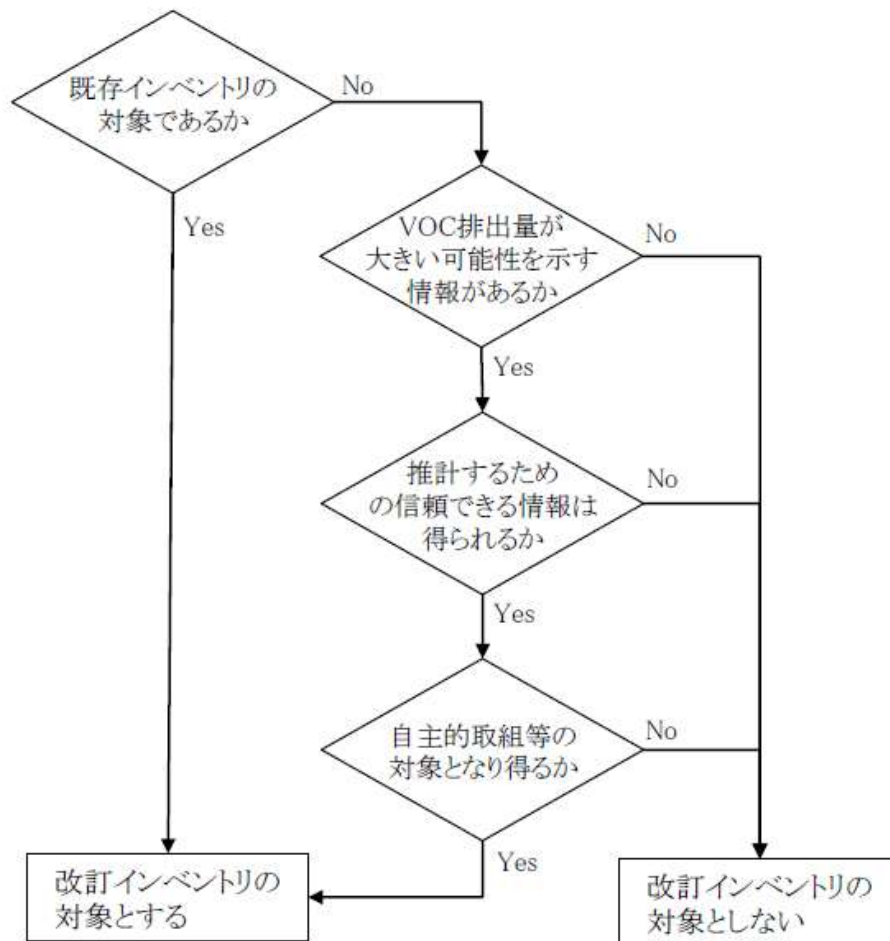 既存インベントリの
対象であるか
No
Yes
VOC排出量が
大きい可能性を示す
情報があるか
No
Yes
推計するため
の信頼できる情報は
得られるか
No
Yes
自主的取組等の
対象となり得るか
No
Yes
改訂インベントリの
対象とする
改訂インベントリの
対象としない